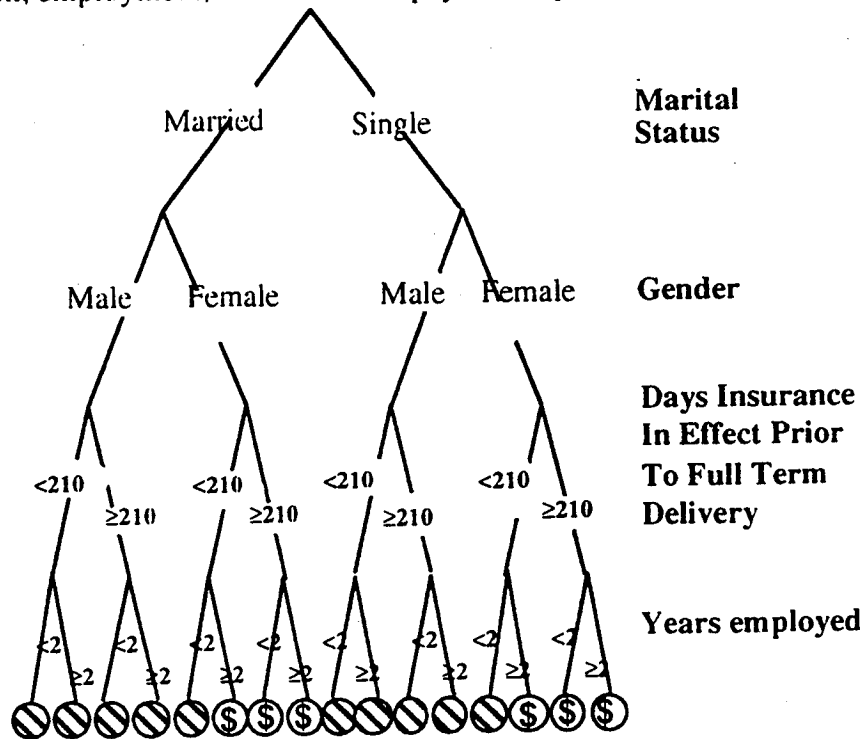 Married Single Marital
Status
Male Female Male Female Gender
Days Insurance
In Effect Prior
<210 <210 <210 <210 To Full Term
≥210 ≥210 ≥210 ≥210 Delivery
<2 <2 <2 <2 <2 <2 <2 <2 Years employed
≥2 ≥2 ≥2 ≥2 ≥2 ≥2 ≥2 ≥2
$ $ $ $ $ $